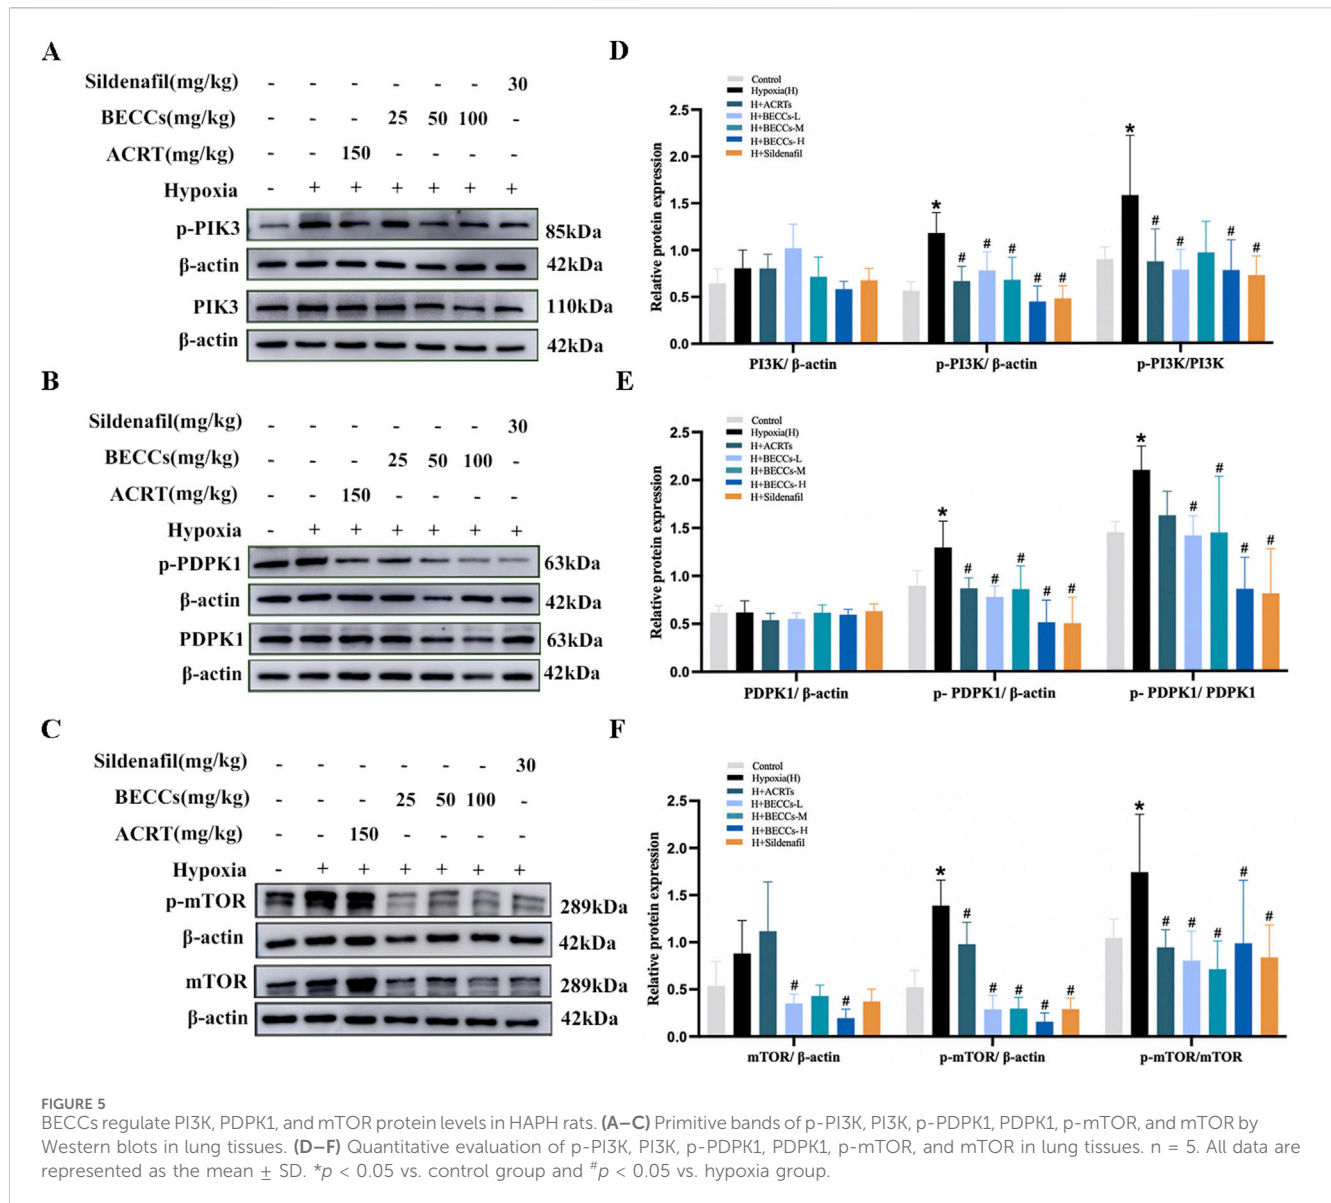 A
Sildenafil(mg/kg) - - - - - - 30
BECCs(mg/kg) - - - 25 50 100 -
ACRT(mg/kg) - - 150 - - - -
Hypoxia - + + + + + +
p-PIK3 85kDa
β-actin 42kDa
PIK3 110kDa
β-actin 42kDa
B
Sildenafil(mg/kg) - - - - - - 30
BECCs(mg/kg) - - - 25 50 100 -
ACRT(mg/kg) - - 150 - - - -
Hypoxia - + + + + + +
p-PDPK1 63kDa
β-actin 42kDa
PDPK1 63kDa
β-actin 42kDa
C
Sildenafil(mg/kg) - - - - - - 30
BECCs(mg/kg) - - - 25 50 100 -
ACRT(mg/kg) - - 150 - - - -
Hypoxia - + + + + + +
p-mTOR 289kDa
β-actin 42kDa
mTOR 289kDa
β-actin 42kDa
D
Control
Hypoxia(H)
H+ACRTs
H+BECCs-L
H+BECCs-M
H+BECCs-H
H+Sildenafil
Relative protein expression
2.5
2.0
1.5
1.0
0.5
0.0
* # # # # #
* # # # # #
PI3K/ β-actin p-PI3K/ β-actin p-PI3K/PI3K
E
Control
Hypoxia(H)
H+ACRTs
H+BECCs-L
H+BECCs-M
H+BECCs-H
H+Sildenafil
Relative protein expression
2.5
2.0
1.5
1.0
0.5
0.0
* # # # # #
* # # # #
PDPK1/ β-actin p- PDPK1/ β-actin p- PDPK1/ PDPK1
F
Control
Hypoxia(H)
H+ACRTs
H+BECCs-L
H+BECCs-M
H+BECCs-H
H+Sildenafil
Relative protein expression
2.5
2.0
1.5
1.0
0.5
0.0
# #
* # # # # #
* # # # # #
mTOR/ β-actin p-mTOR/ β-actin p-mTOR/mTOR
FIGURE 5
BECCs regulate PI3K, PDPK1, and mTOR protein levels in HAPH rats. (A–C) Primitive bands of p-PI3K, PI3K, p-PDPK1, PDPK1, p-mTOR, and mTOR by
Western blots in lung tissues. (D–F) Quantitative evaluation of p-PI3K, PI3K, p-PDPK1, PDPK1, p-mTOR, and mTOR in lung tissues. n = 5. All data are
represented as the mean ± SD. *p < 0.05 vs. control group and #p < 0.05 vs. hypoxia group.